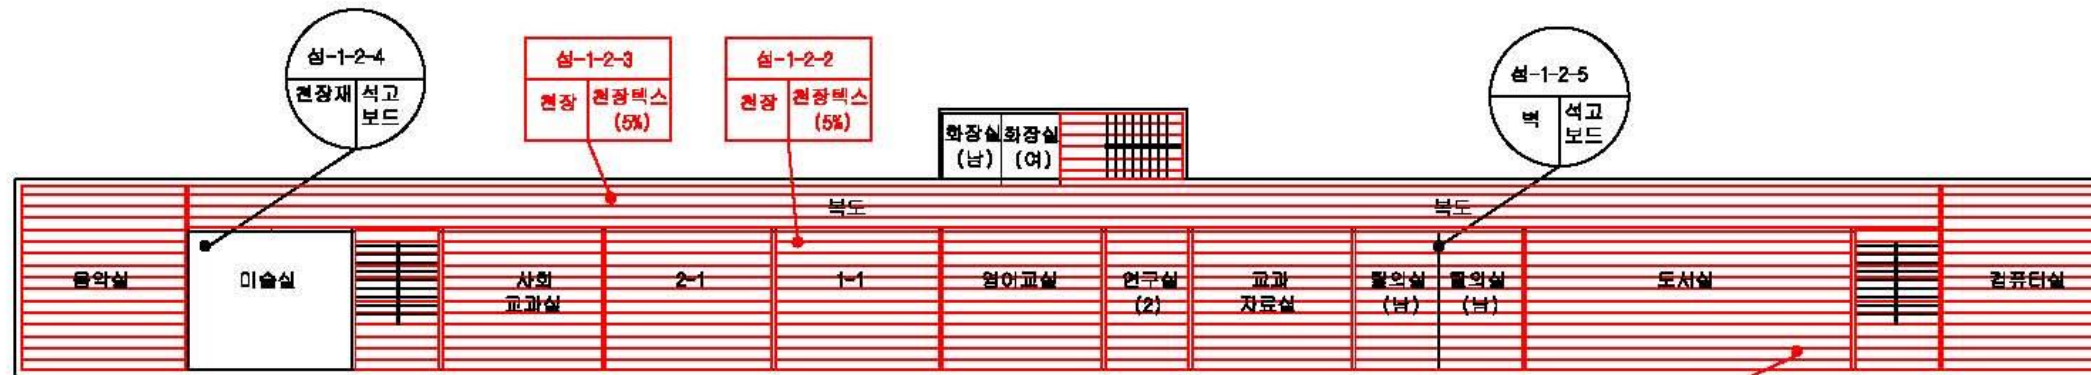 섬-1-2-4
천장재 석고
보드
섬-1-2-3
천장 천장텍스
(5%)
섬-1-2-2
천장 천장텍스
(5%)
섬-1-2-5
벽 석고
보드
화장실 화장실
(남) (여)
복도 복도
음악실
미술실
사회
교과실
2-1
1-1
영어교실
연구실
(2)
교과
자료실
탈의실
(남)
탈의실
(남)
도서실
컴퓨터실